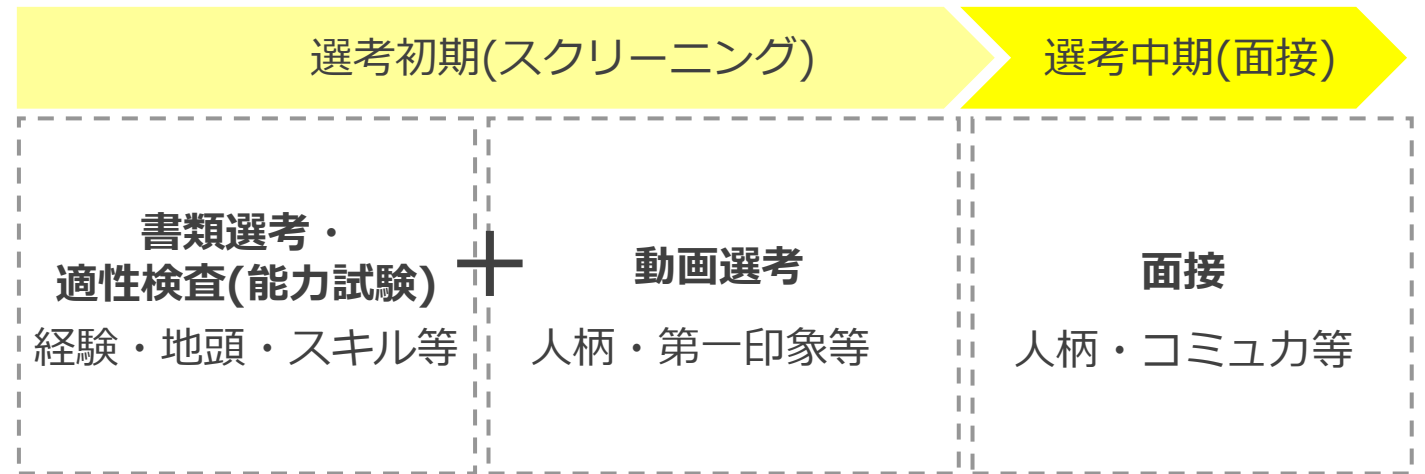 選考初期(スクリーニング)
選考中期(面接)
書類選考・
適性検査(能力試験)
経験・地頭・スキル等
+
動画選考
人柄・第一印象等
面接
人柄・コミュ力等